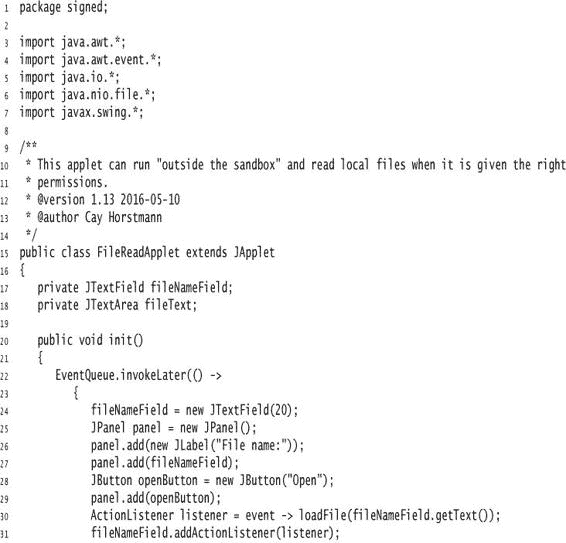 1 package signed;
2
3 import java.awt.*;
4 import java.awt.event.*;
5 import java.io.*;
6 import java.nio.file.*;
7 import javax.swing.*;
8
9 /**
10  * This applet can run "outside the sandbox" and read local files when it is given the right
11  * permissions.
12  * @version 1.13 2016-05-10
13  * @author Cay Horstmann
14  */
15 public class FileReadApplet extends JApplet
16 {
17    private JTextField fileNameField;
18    private JTextArea fileText;
19
20    public void init()
21    {
22       EventQueue.invokeLater(() ->
23          {
24             fileNameField = new JTextField(20);
25             JPanel panel = new JPanel();
26             panel.add(new JLabel("File name:"));
27             panel.add(fileNameField);
28             JButton openButton = new JButton("Open");
29             panel.add(openButton);
30             ActionListener listener = event -> loadFile(fileNameField.getText());
31             fileNameField.addActionListener(listener);